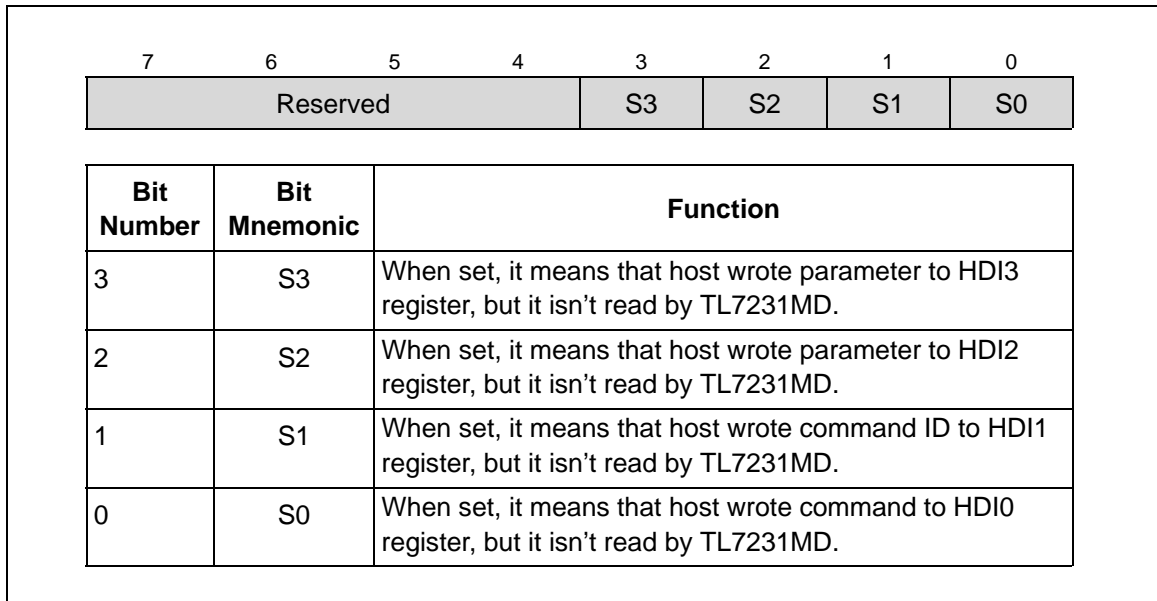 7 6 5 4 3 2 1 0
Reserved S3 S2 S1 S0
Bit Number Bit Mnemonic Function
3 S3 When set, it means that host wrote parameter to HDI3
register, but it isn't read by TL7231MD.
2 S2 When set, it means that host wrote parameter to HDI2
register, but it isn't read by TL7231MD.
1 S1 When set, it means that host wrote command ID to HDI1
register, but it isn't read by TL7231MD.
0 S0 When set, it means that host wrote command to HDI0
register, but it isn't read by TL7231MD.